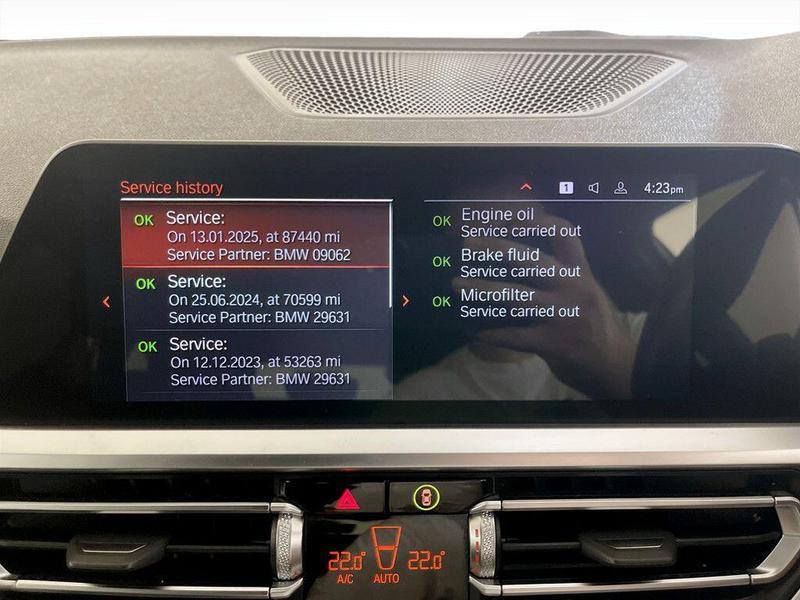 Service history
1
4:23pm
OK Service:
On 13.01.2025, at 87440 mi
Service Partner: BMW 09062
OK Service:
On 25.06.2024, at 70599 mi
Service Partner: BMW 29631
OK Service:
On 12.12.2023, at 53263 mi
Service Partner: BMW 29631
OK Engine oil
Service carried out
OK Brake fluid
Service carried out
OK Microfilter
Service carried out
22.0° 22.0°
A/C AUTO